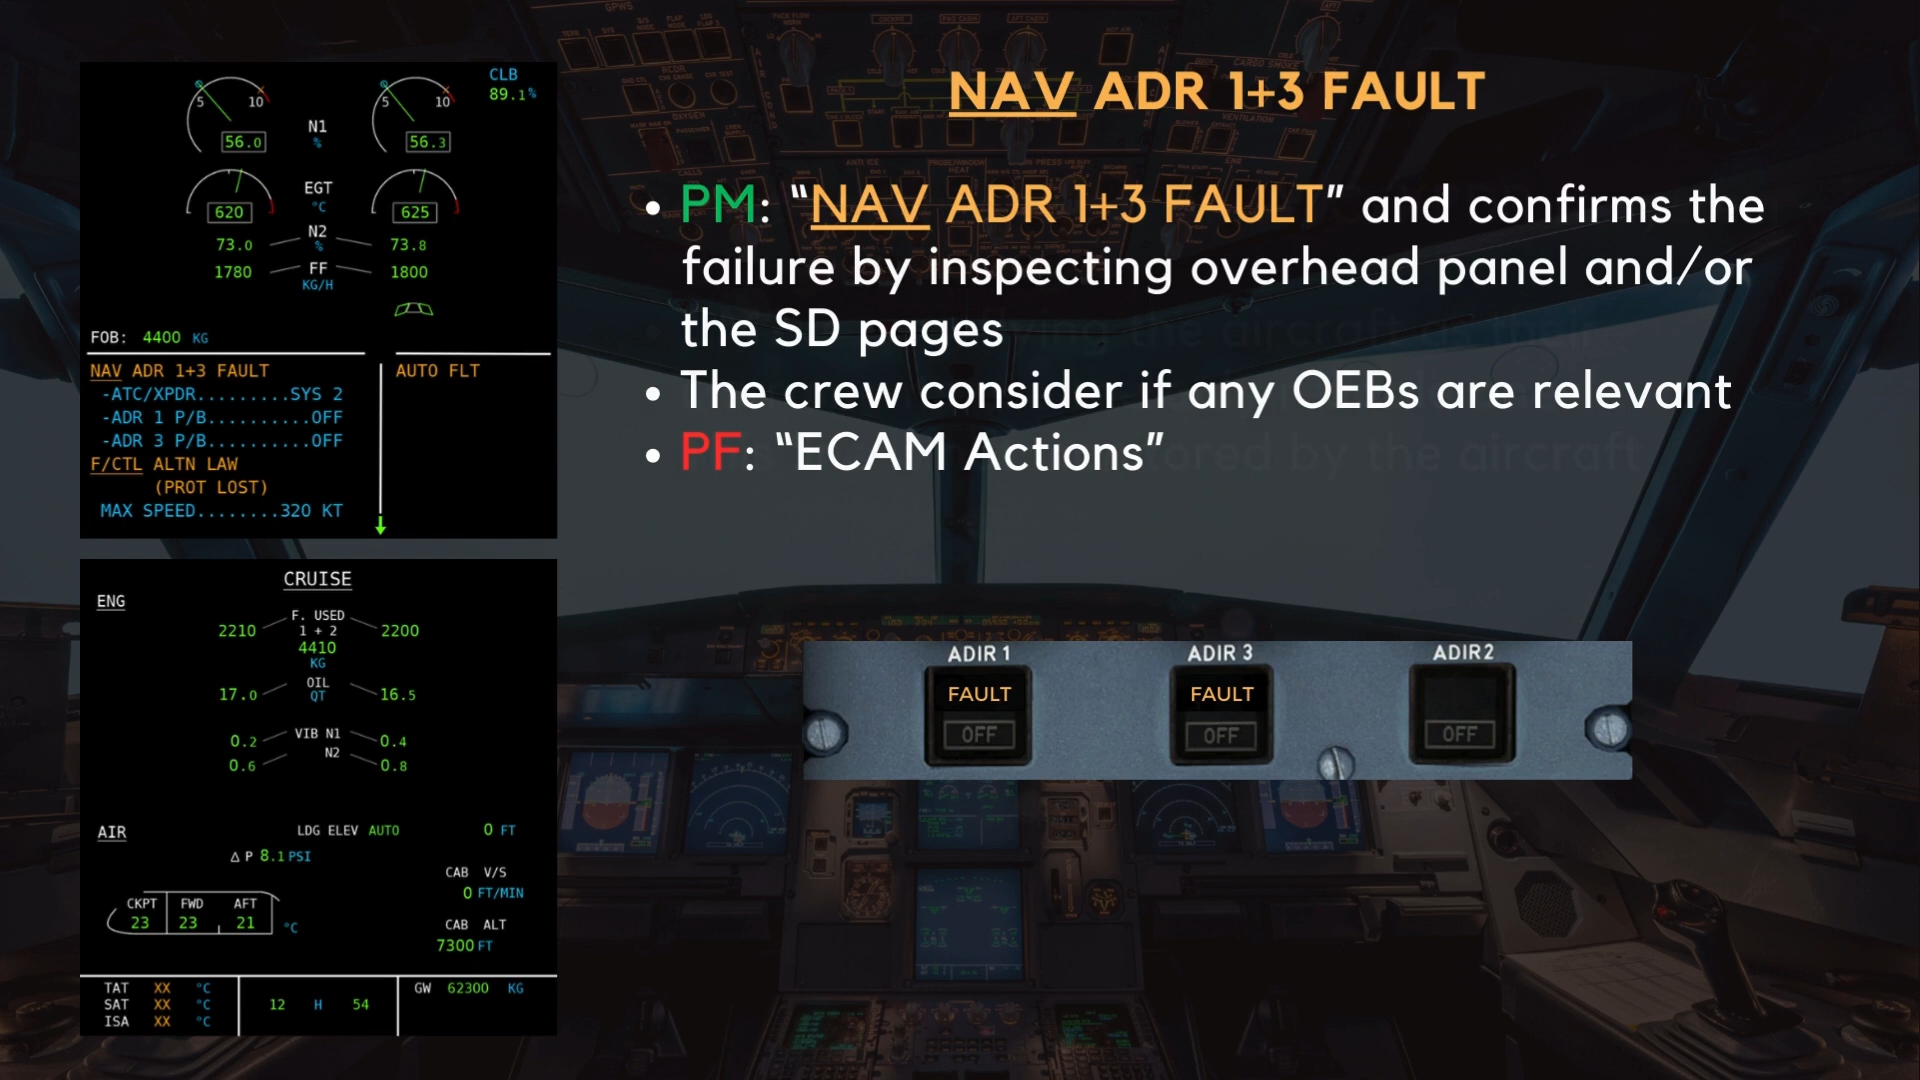 NAV ADR 1+3 FAULT
• PM: “NAV ADR 1+3 FAULT” and confirms the
failure by inspecting overhead panel and/or
the SD pages
• The crew consider if any OEBs are relevant
• PF: “ECAM Actions”
CLB
89.1%
5 10 5 10
N1
%
56.0 56.3
EGT
°C
620 625
N2
%
73.0 73.8
FF
1780 1800
KG/H
FOB: 4400 KG
NAV ADR 1+3 FAULT
-ATC/XPDR.........SYS 2
-ADR 1 P/B..........OFF
-ADR 3 P/B..........OFF
F/CTL ALTN LAW
(PROT LOST)
MAX SPEED........320 KT
AUTO FLT
CRUISE
ENG
F. USED
2210 1 + 2 2200
4410
KG
OIL
17.0 QT 16.5
VIB N1
0.2 0.4
N2
0.6 0.8
AIR
LDG ELEV AUTO 0 FT
Δ P 8.1 PSI
CAB V/S
0 FT/MIN
CKPT FWD AFT
23 23 21 °C
CAB ALT
7300 FT
TAT XX °C
SAT XX °C
ISA XX °C
12 H 54
GW 62300 KG
ADIR 1 ADIR 3 ADIR2
FAULT FAULT
OFF OFF OFF